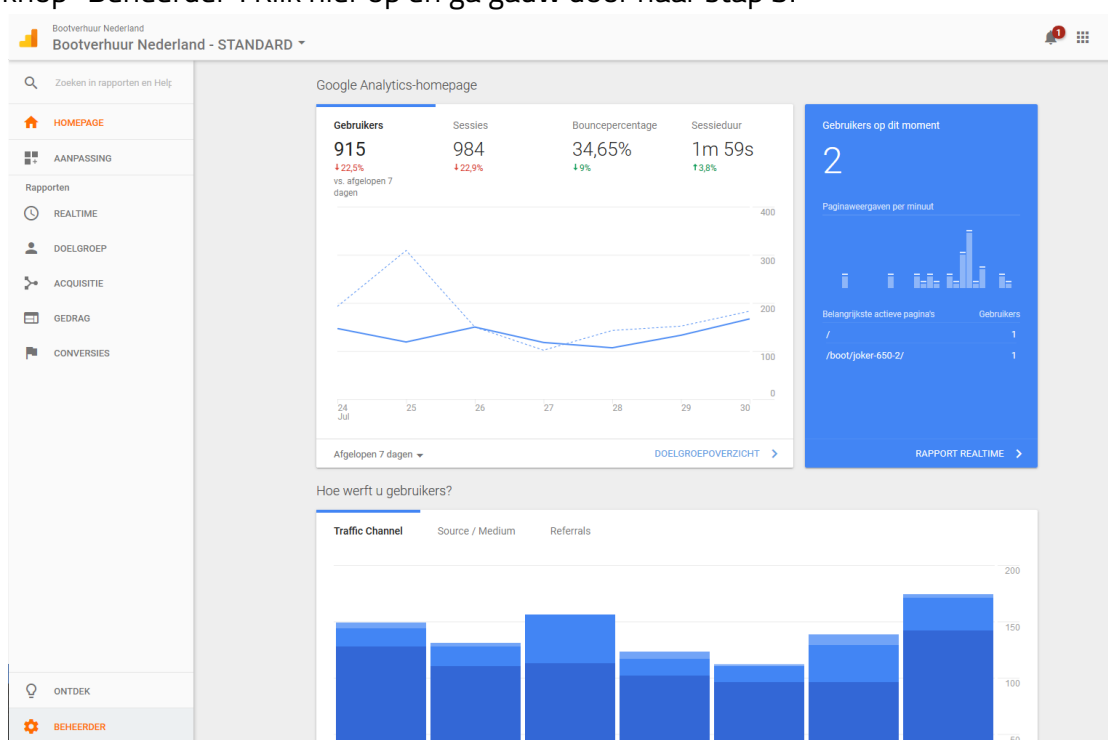 knop "Beheerder". Klik hier op en ga gauw door naar stap 3!
Bootverhuur Nederland
Bootverhuur Nederland - STANDARD
1
Zoeken in rapporten en Help
HOMEPAGE
AANPASSING
Rapporten
REALTIME
DOELGROEP
ACQUISITIE
GEDRAG
CONVERSIES
ONTDEK
BEHEERDER
Google Analytics-homepage
Gebruikers
915
22,5%
vs. afgelopen 7
dagen
Sessies
984
22,9%
Bouncepercentage
34,65%
9%
Sessieduur
1m 59s
3,8%
400
300
200
100
0
24
Jul
25
26
27
28
29
30
Afgelopen 7 dagen
DOELGROEPOVERZICHT
Gebruikers op dit moment
2
Paginaweergaven per minuut
Belangrijkste actieve pagina's Gebruikers
/ 1
/boot/joker-650-2/ 1
RAPPORT REALTIME
Hoe werft u gebruikers?
Traffic Channel Source / Medium Referrals
200
150
100
50